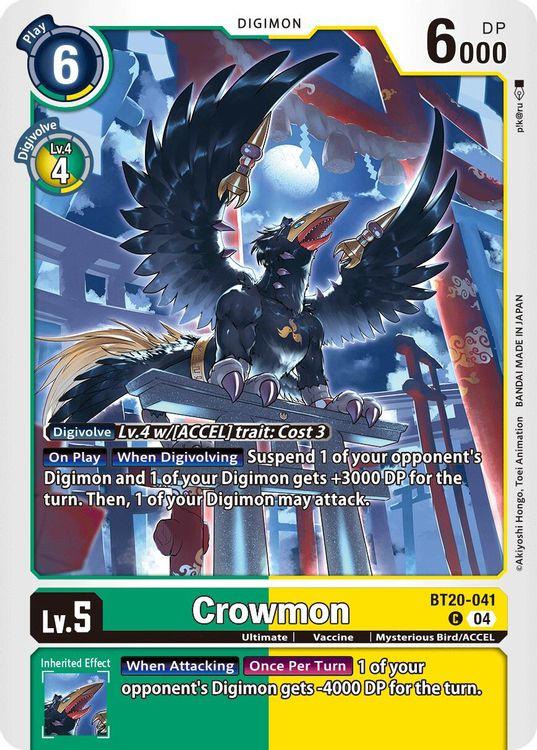 DIGIMON
Play
6
DP
6000
Digivolve
Lv.4
4
p!k@ru
©Akiyoshi Hongo, Toei Animation BANDAI MADE IN JAPAN
Digivolve Lv.4 w/[ACCEL] trait: Cost 3
On Play When Digivolving Suspend 1 of your opponent's
Digimon and 1 of your Digimon gets +3000 DP for the
turn. Then, 1 of your Digimon may attack.
Lv.5
Crowmon
BT20-041
C 04
Ultimate | Vaccine | Mysterious Bird/ACCEL
Inherited Effect
When Attacking Once Per Turn 1 of your
opponent's Digimon gets -4000 DP for the turn.